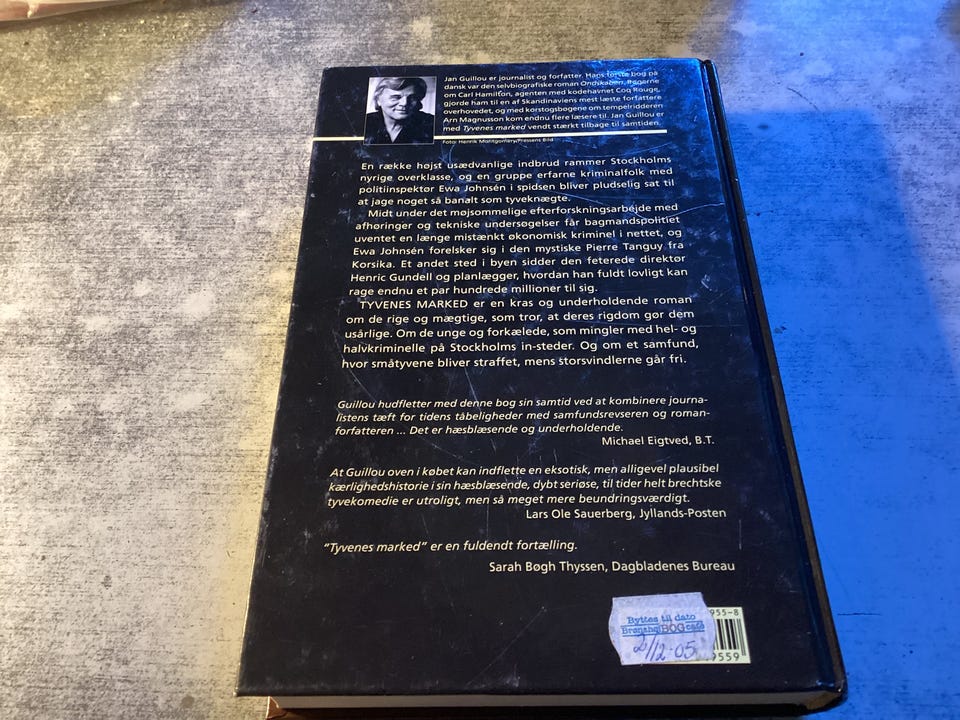 Jan Guillou er journalist og forfatter. Hans første bog på
dansk var den selvbiografiske roman Ondskaben. Bøgerne
om Carl Hamilton, agenten med kodehavnet Coq Rouge,
gjorde ham til en af Skandinaviens mest læste forfattere
overhovedet, og med korstogsbogene om tempelridderen
Arn Magnusson kom endnu flere læsere til. Jan Guillou er
med Tyvenes marked vendt stærkt tilbage til samtiden.
Foto: Henrik Montgomery/Pressens Bild
En række højst usædvanlige indbrud rammer Stockholms
nyrige overklasse, og en gruppe erfarne kriminalfolk med
politiinspektør Ewa Johnsén i spidsen bliver pludselig sat til
at jage noget så banalt som tyveknægte.
Midt under det møjsommelige efterforskningsarbejde med
afhøringer og tekniske undersøgelser får bagmandspolitiet
uventet en længe mistænkt økonomisk kriminel i nettet, og
Ewa Johnsén forelsker sig i den mystiske Pierre Tanguy fra
Korsika. Et andet sted i byen sidder den feterede direktør
Henric Gundell og planlægger, hvordan han fuldt lovligt kan
rage endnu et par hundrede millioner til sig.
TYVENES MARKED er en kras og underholdende roman
om de rige og mægtige, som tror, at deres rigdom gør dem
usårlige. Om de unge og forkælede, som mingler med hel- og
halvkriminelle på Stockholms in-steder. Og om et samfund,
hvor småtyvene bliver straffet, mens storsvindlerne går fri.
Guillou hudfletter med denne bog sin samtid ved at kombinere journa-
listens tæft for tidens tåbeligheder med samfundsrevseren og roman-
forfatteren ... Det er hæsblæsende og underholdende.
Michael Eigtved, B.T.
At Guillou oven i købet kan indflette en eksotisk, men alligevel plausibel
kærlighedshistorie i sin hæsblæsende, dybt seriøse, til tider helt brechtske
tyvekomedie er utroligt, men så meget mere beundringsværdigt.
Lars Ole Sauerberg, Jyllands-Posten
"Tyvenes marked" er en fuldendt fortælling.
Sarah Bøgh Thyssen, Dagbladenes Bureau
955-8
Byttes til dato
Brønshøj BOGcafé
2/12-05
9559